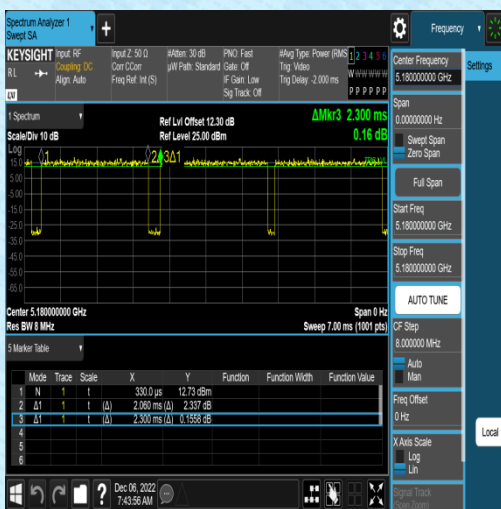 Spectrum Analyzer 1
Swept SA
Frequency
KEYSIGHT
RL
Input: RF
Coupling: DC
Align: Auto
Input Z: 50 Ω
Corr CCorr
Freq Ref: Int (S)
#Atten: 30 dB
µW Path: Standard
PNO: Fast
Gate: Off
IF Gain: Low
Sig Track: Off
#Avg Type: Power (RMS
Trig: Video
Trig Delay: -2.000 ms
1 2 3 4 5 6
W W W W W W
P P P P P P
Settings
1 Spectrum
Scale/Div 10 dB
Ref Lvl Offset 12.30 dB
Ref Level 25.00 dBm
ΔMkr3 2.300 ms
0.16 dB
Log
15.0
5.00
-5.00
-15.0
-25.0
-35.0
-45.0
-55.0
-65.0
1
2
3Δ1
Center 5.180000000 GHz
Res BW 8 MHz
Span 0 Hz
Sweep 7.00 ms (1001 pts)
5 Marker Table
Mode Trace Scale X Y Function Function Width Function Value
1 N 1 t 330.0 µs 12.73 dBm
2 Δ1 1 t (Δ) 2.060 ms (Δ) 2.337 dB
3 Δ1 1 t (Δ) 2.300 ms (Δ) 0.1558 dB
4
5
6
Center Frequency
5.180000000 GHz
Span
0.00000000 Hz
Swept Span
Zero Span
Full Span
Start Freq
5.180000000 GHz
Stop Freq
5.180000000 GHz
AUTO TUNE
CF Step
8.000000 MHz
Auto
Man
Freq Offset
0 Hz
X Axis Scale
Log
Lin
Signal Track
(Span Zoom)
Local
?
Dec 06, 2022
7:43:56 AM